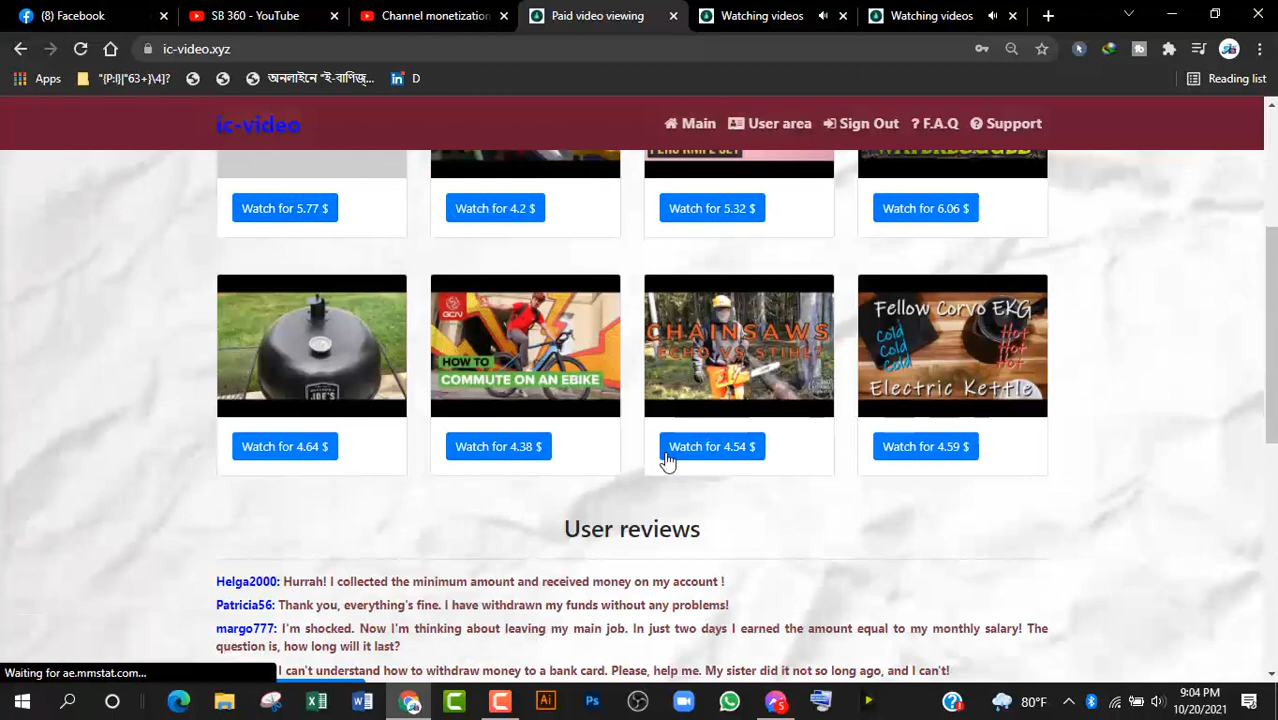 (8) Facebook
SB 360 - YouTube
Channel monetization
Paid video viewing
Watching videos
Watching videos
ic-video.xyz
Apps
"{P:I}|"63+}\4]?
অনলাইনে "ই-বাণিজ্...
D
Reading list
ic-video
Main
User area
Sign Out
? F.A.Q
Support
Watch for 5.77 $
Watch for 4.2 $
Watch for 5.32 $
Watch for 6.06 $
GCN
HOW TO
COMMUTE ON AN EBIKE
CHAINSAWS
ECHO VS STIHL?
Fellow Corvo EKG
Cold Hot
Cold Hot
Cold Hot
Electric Kettle
Watch for 4.64 $
Watch for 4.38 $
Watch for 4.54 $
Watch for 4.59 $
User reviews
Helga2000: Hurrah! I collected the minimum amount and received money on my account !
Patricia56: Thank you, everything's fine. I have withdrawn my funds without any problems!
margo777: I'm shocked. Now I'm thinking about leaving my main job. In just two days I earned the amount equal to my monthly salary! The
question is, how long will it last?
I can't understand how to withdraw money to a bank card. Please, help me. My sister did it not so long ago, and I can't!
Waiting for ae.mmstat.com...
80°F
9:04 PM
10/20/2021